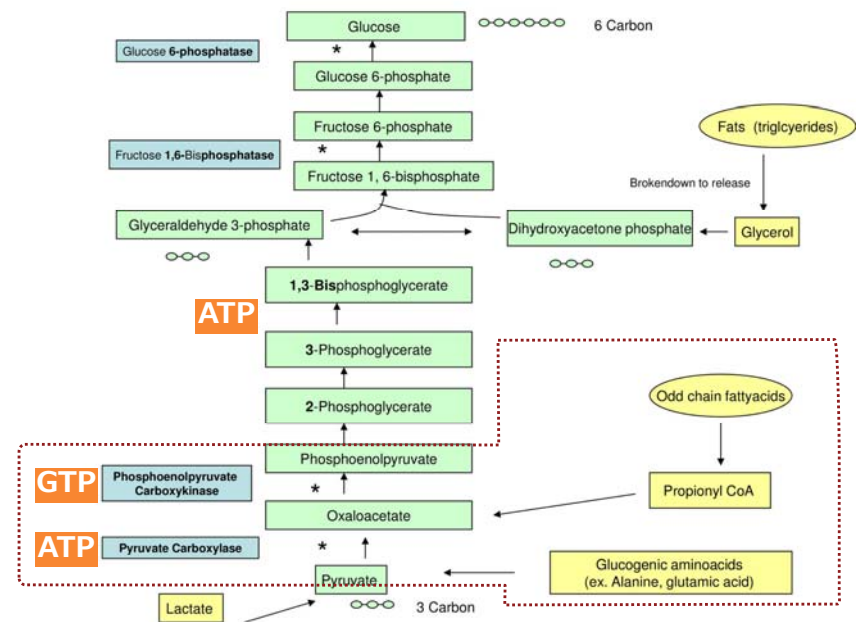 Glucose
6 Carbon
Glucose 6-phosphatase
*
Glucose 6-phosphate
Fructose 6-phosphate
Fats (triglcyerides)
Fructose 1,6-Bisphosphatase
*
Fructose 1, 6-bisphosphate
Brokendown to release
Glyceraldehyde 3-phosphate
Dihydroxyacetone phosphate
Glycerol
1,3-Bisphosphoglycerate
ATP
3-Phosphoglycerate
2-Phosphoglycerate
Odd chain fattyacids
Phosphoenolpyruvate
GTP
Phosphoenolpyruvate
Carboxykinase
*
Propionyl CoA
Oxaloacetate
ATP
Pyruvate Carboxylase
*
Glucogenic aminoacids
(ex. Alanine, glutamic acid)
Pyruvate
Lactate
3 Carbon